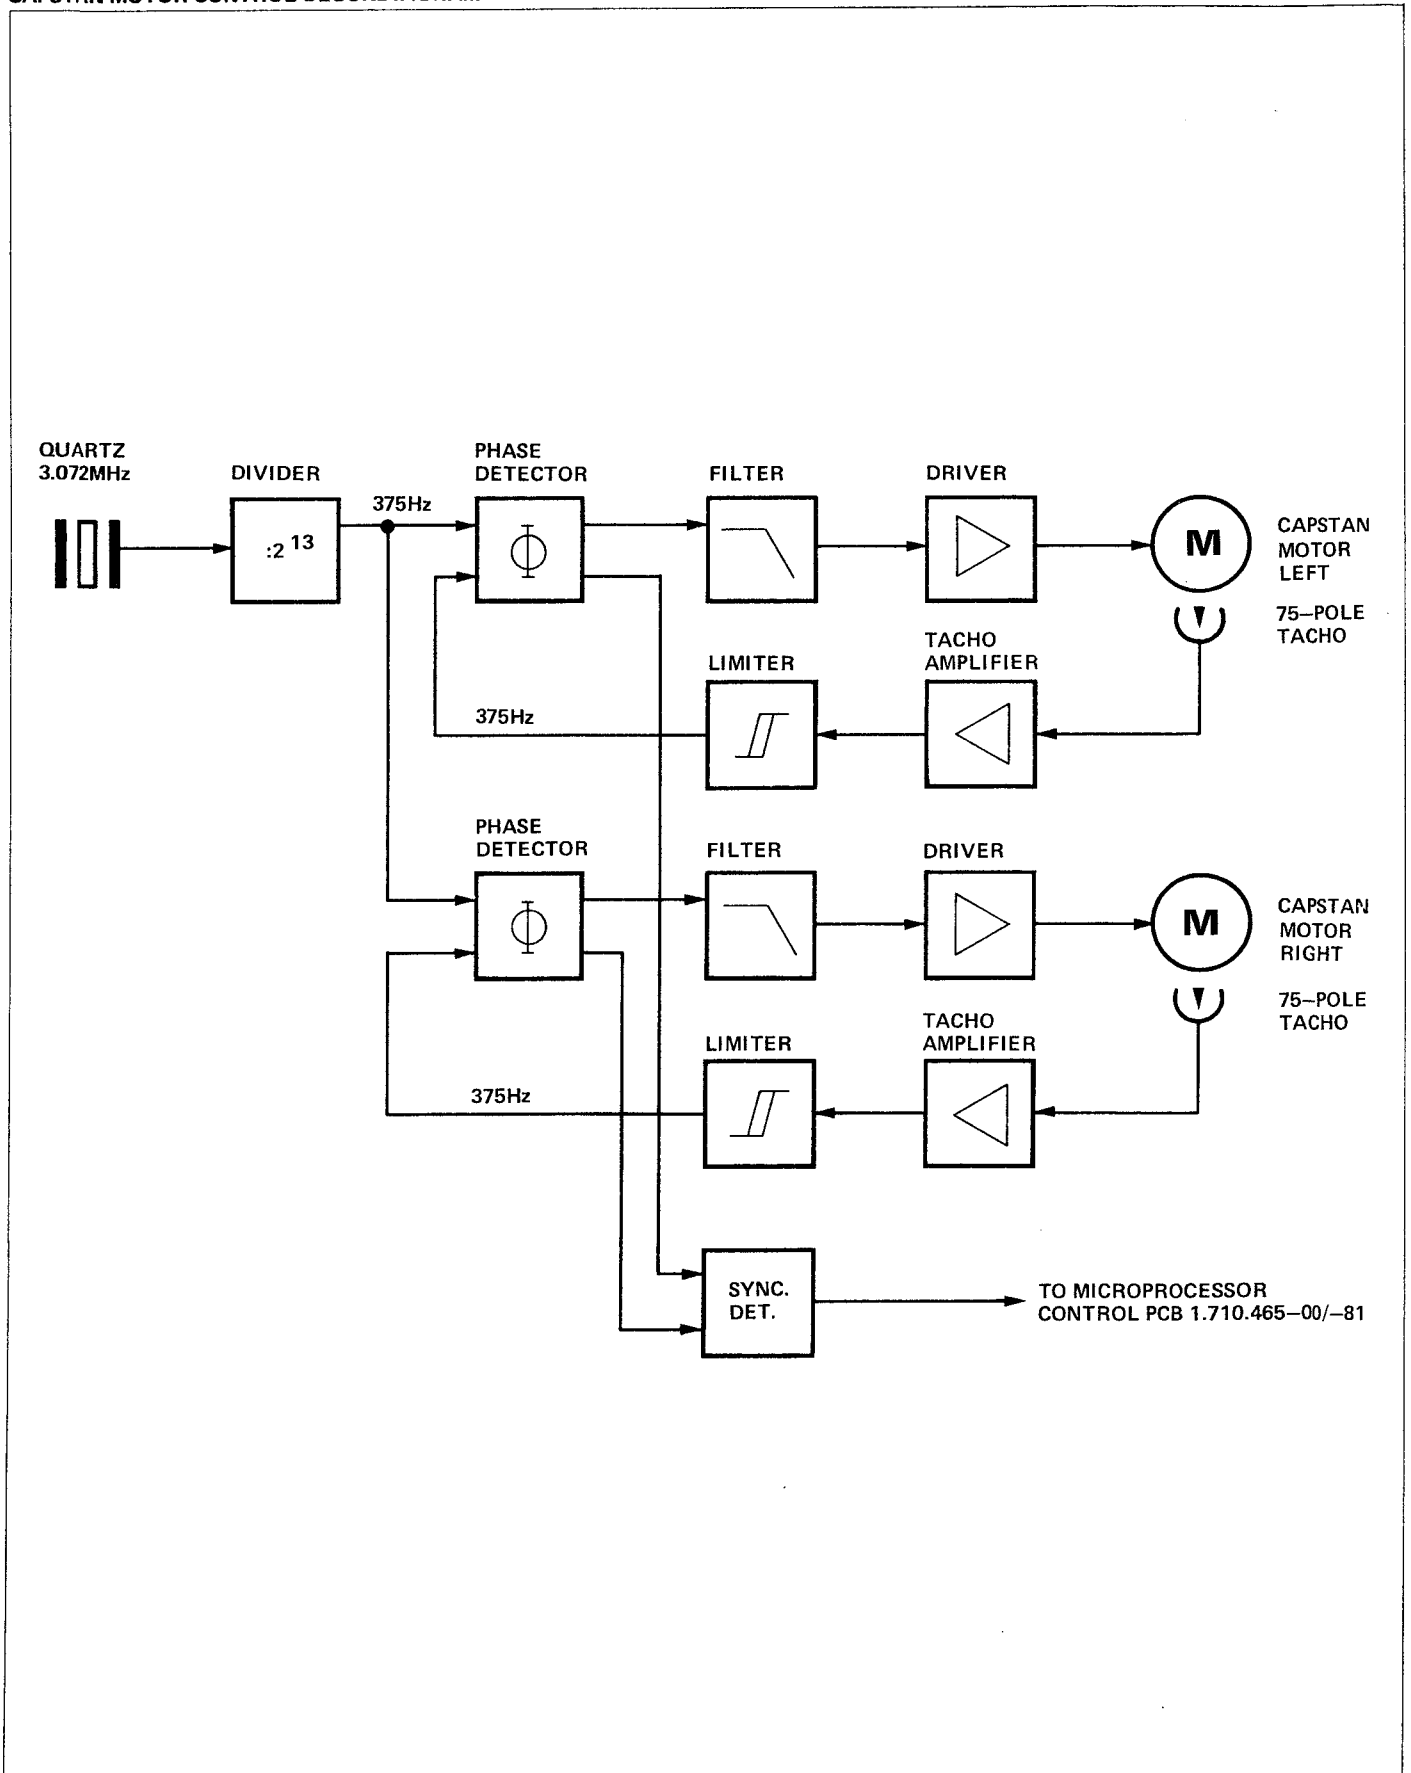 QUARTZ
3.072MHz
DIVIDER
:2 13
375Hz
PHASE
DETECTOR
FILTER
DRIVER
M
CAPSTAN
MOTOR
LEFT
75–POLE
TACHO
TACHO
AMPLIFIER
LIMITER
375Hz
PHASE
DETECTOR
FILTER
DRIVER
M
CAPSTAN
MOTOR
RIGHT
75–POLE
TACHO
TACHO
AMPLIFIER
LIMITER
375Hz
SYNC.
DET.
TO MICROPROCESSOR
CONTROL PCB 1.710.465–00/–81